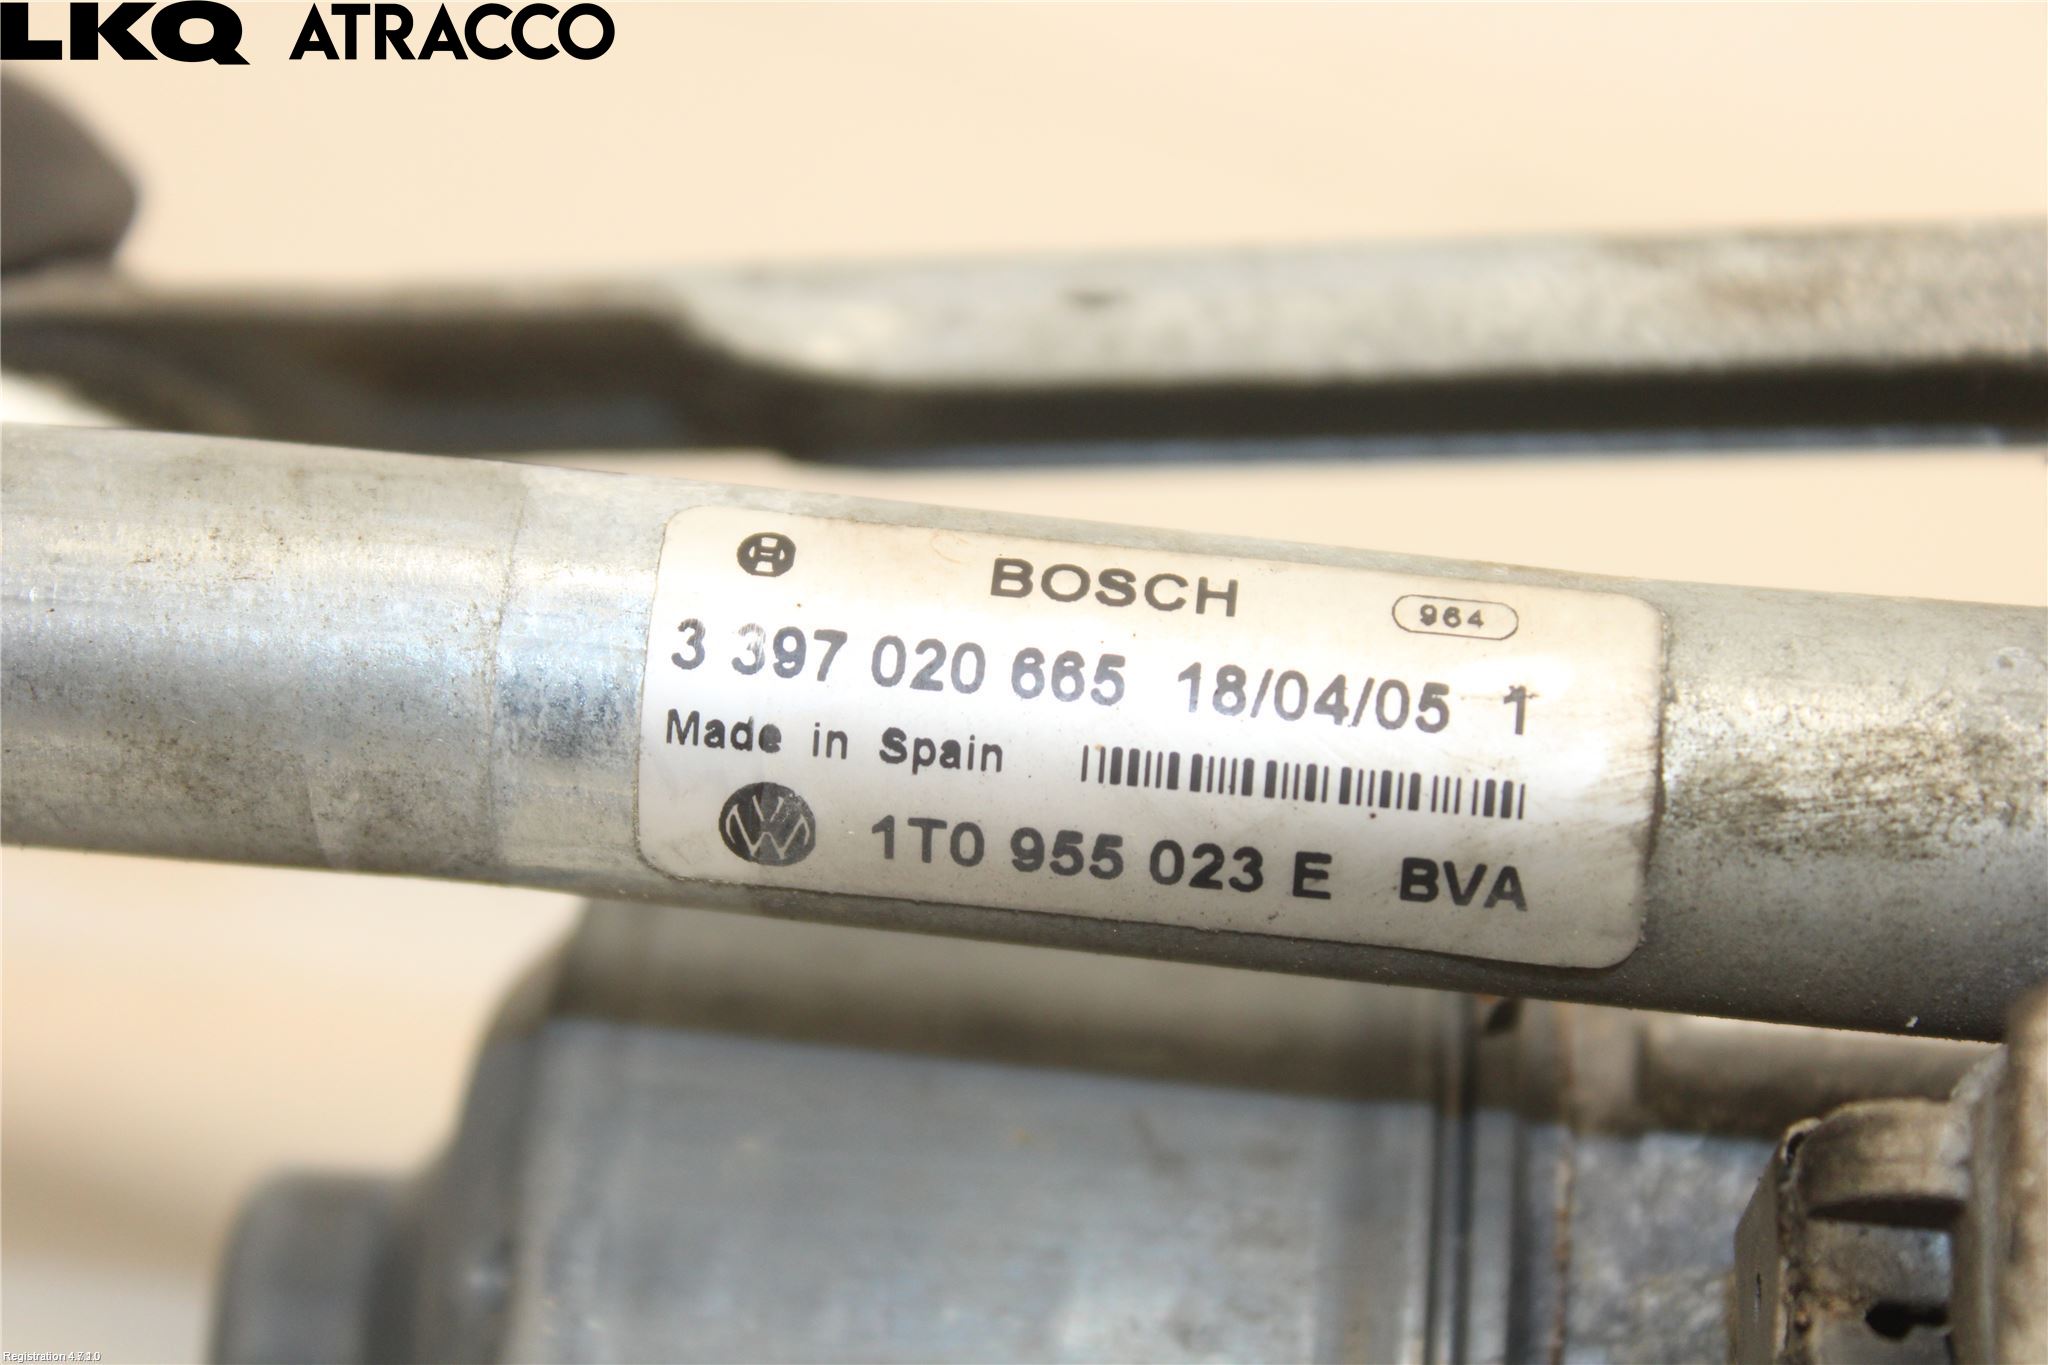 LKQ ATRACCO
BOSCH 964
3 397 020 665 18/04/05 1
Made in Spain
1T0 955 023 E BVA